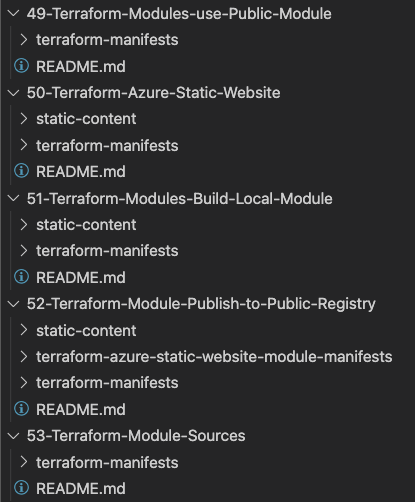 49-Terraform-Modules-use-Public-Module
terraform-manifests
README.md
50-Terraform-Azure-Static-Website
static-content
terraform-manifests
README.md
51-Terraform-Modules-Build-Local-Module
static-content
terraform-manifests
README.md
52-Terraform-Module-Publish-to-Public-Registry
static-content
terraform-azure-static-website-module-manifests
terraform-manifests
README.md
53-Terraform-Module-Sources
terraform-manifests
README.md